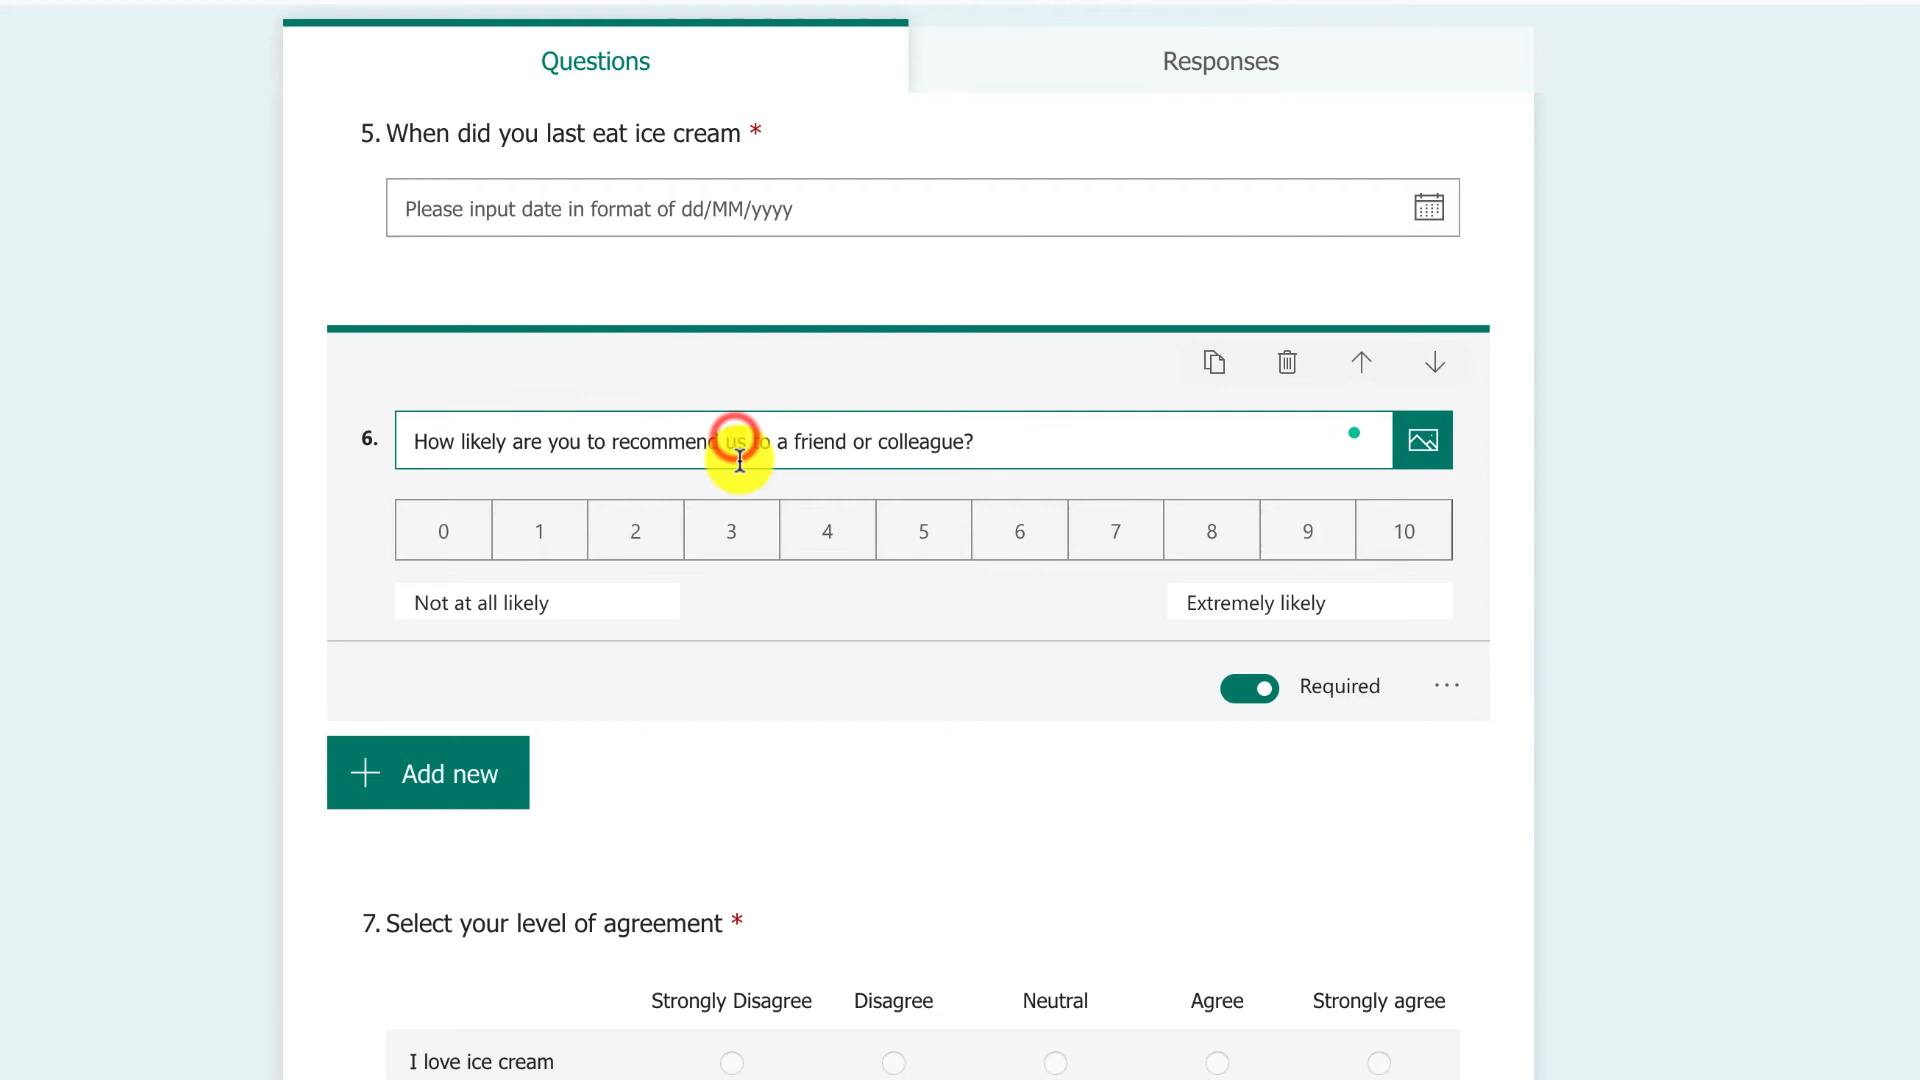 Questions
Responses
5. When did you last eat ice cream *
Please input date in format of dd/MM/yyyy
6.
How likely are you to recommend us to a friend or colleague?
0 1 2 3 4 5 6 7 8 9 10
Not at all likely
Extremely likely
Required
Add new
7. Select your level of agreement *
Strongly Disagree Disagree Neutral Agree Strongly agree
I love ice cream